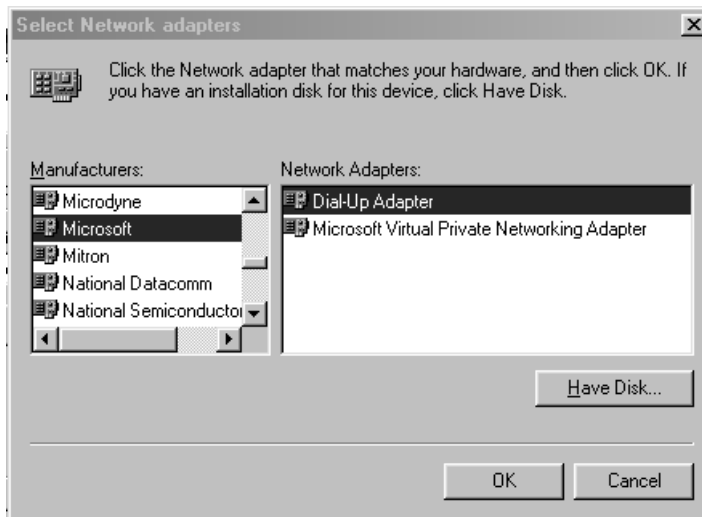 Select Network adapters
Click the Network adapter that matches your hardware, and then click OK. If
you have an installation disk for this device, click Have Disk.
Manufacturers:
Microdyne
Microsoft
Mitron
National Datacomm
National Semiconductor
Network Adapters:
Dial-Up Adapter
Microsoft Virtual Private Networking Adapter
Have Disk...
OK
Cancel